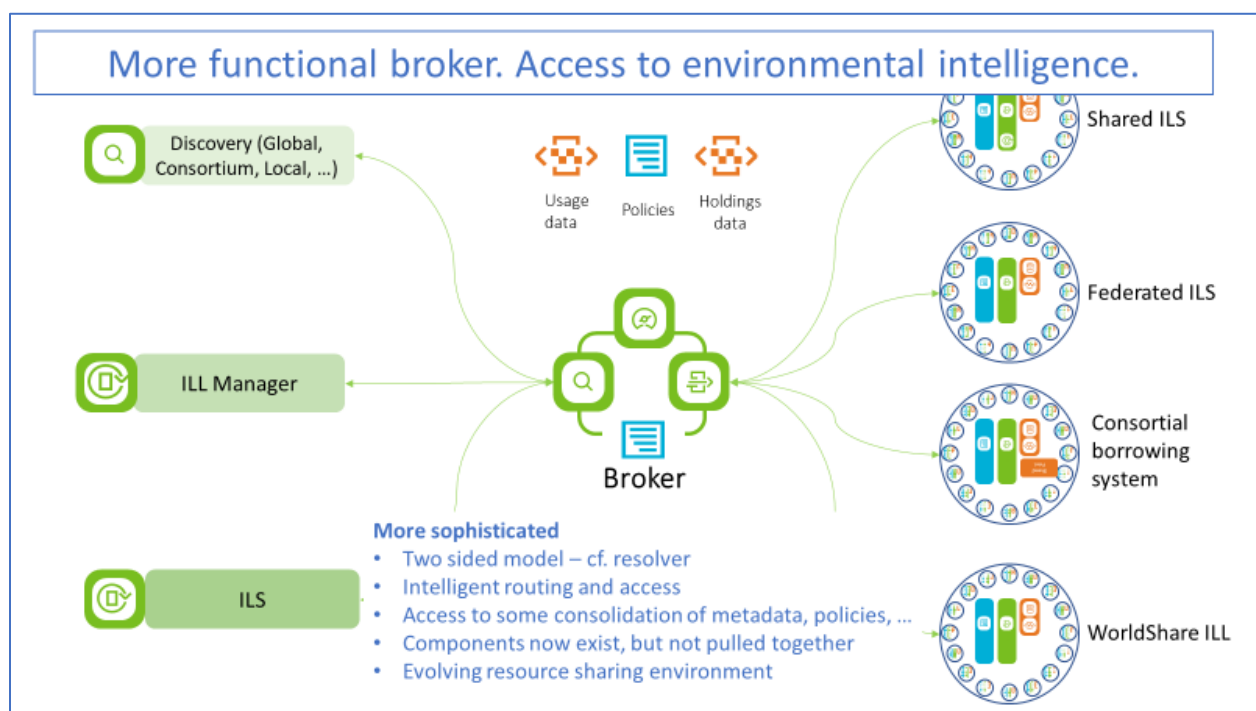 More functional broker. Access to environmental intelligence.
Discovery (Global,
Consortium, Local, ...)
Usage
data
Policies
Holdings
data
Shared ILS
Federated ILS
ILL Manager
Broker
Consortial
borrowing
system
More sophisticated
• Two sided model – cf. resolver
• Intelligent routing and access
• Access to some consolidation of metadata, policies, ...
• Components now exist, but not pulled together
• Evolving resource sharing environment
ILS
WorldShare ILL